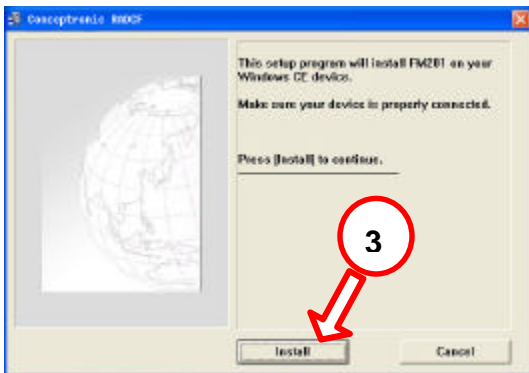 Conceptronic RADCF
This setup program will install FM201 on your
Windows CE device.
Make sure your device is properly connected.
Press [Install] to continue.
3
Install
Cancel